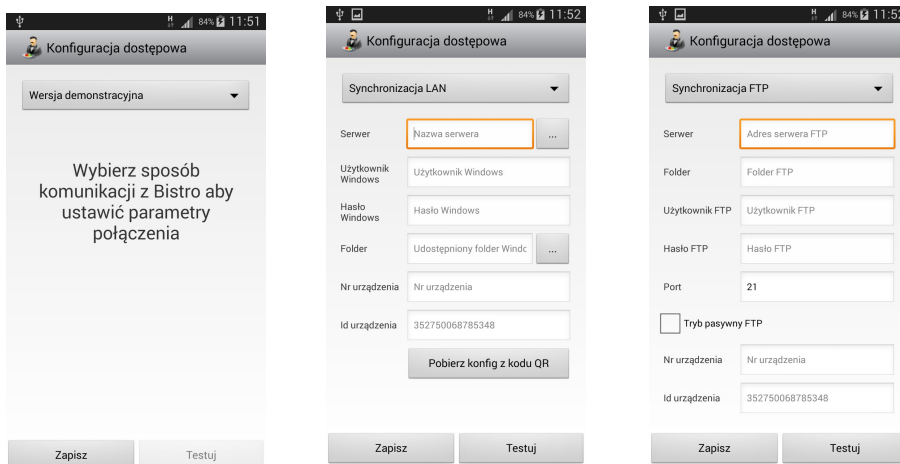 H 84% 11:51
Konfiguracja dostępowa
Wersja demonstracyjna
Wybierz sposób
komunikacji z Bistro aby
ustawić parametry
połączenia
Zapisz Testuj
H 84% 11:52
Konfiguracja dostępowa
Synchronizacja LAN
Serwer Nazwa serwera ...
Użytkownik
Windows Użytkownik Windows
Hasło
Windows Hasło Windows
Folder Udostępniony folder Windo ...
Nr urządzenia Nr urządzenia
Id urządzenia 352750068785348
Pobierz konfig z kodu QR
Zapisz Testuj
H 84% 11:52
Konfiguracja dostępowa
Synchronizacja FTP
Serwer Adres serwera FTP
Folder Folder FTP
Użytkownik FTP Użytkownik FTP
Hasło FTP Hasło FTP
Port 21
Tryb pasywny FTP
Nr urządzenia Nr urządzenia
Id urządzenia 352750068785348
Zapisz Testuj